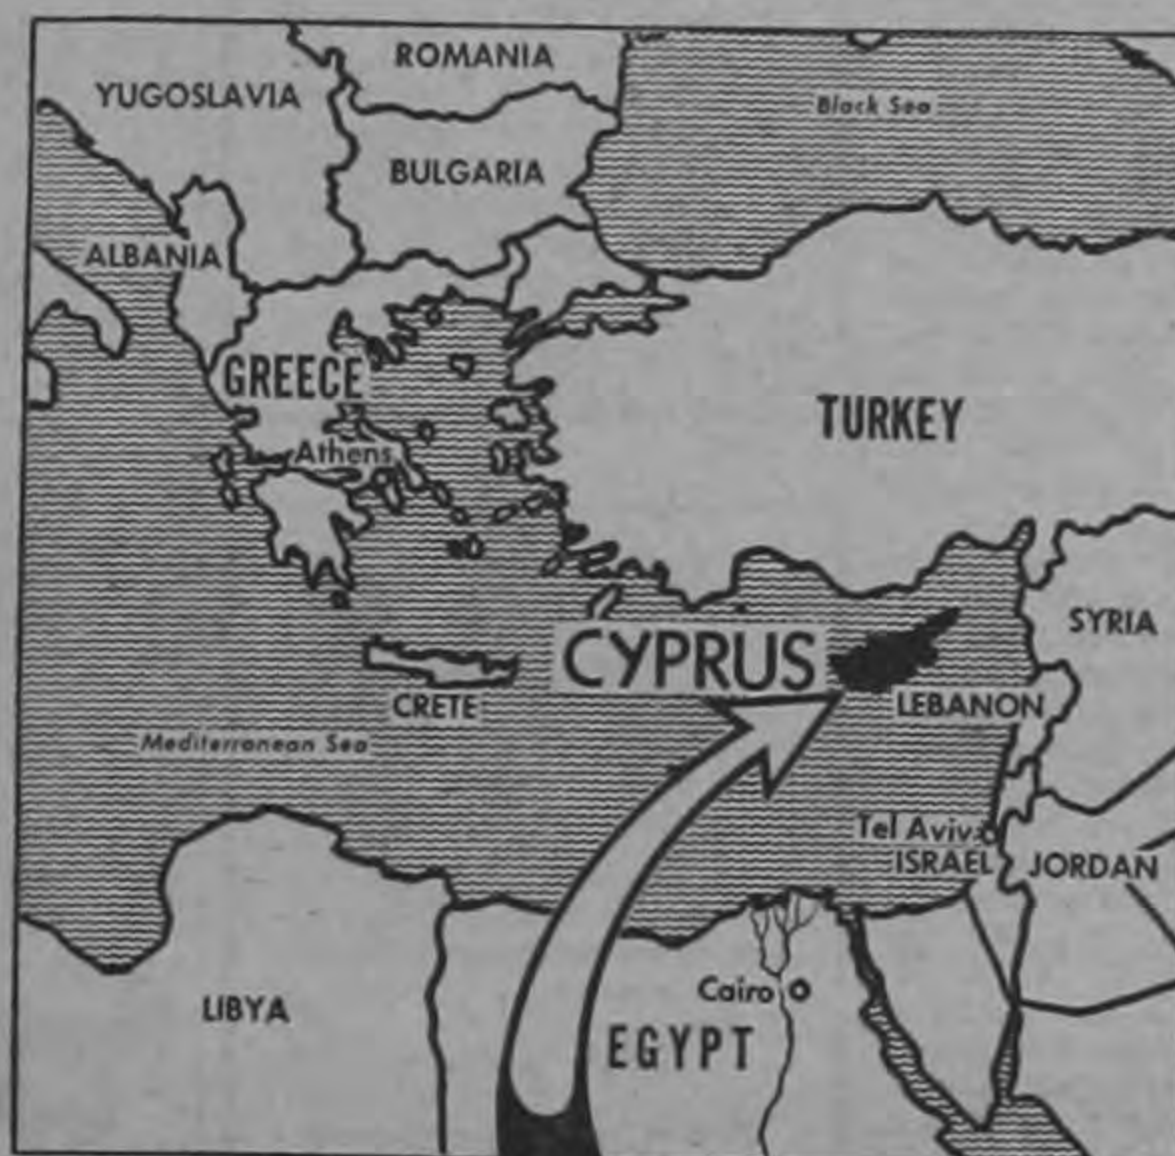 ROMANIA
YUGOSLAVIA
Black Sea
BULGARIA
ALBANIA
GREECE
TURKEY
Athens
SYRIA
CYPRUS
CRETE
LEBANON
Mediterranean Sea
Tel Aviv
ISRAEL
JORDAN
Cairo
LIBYA
EGYPT